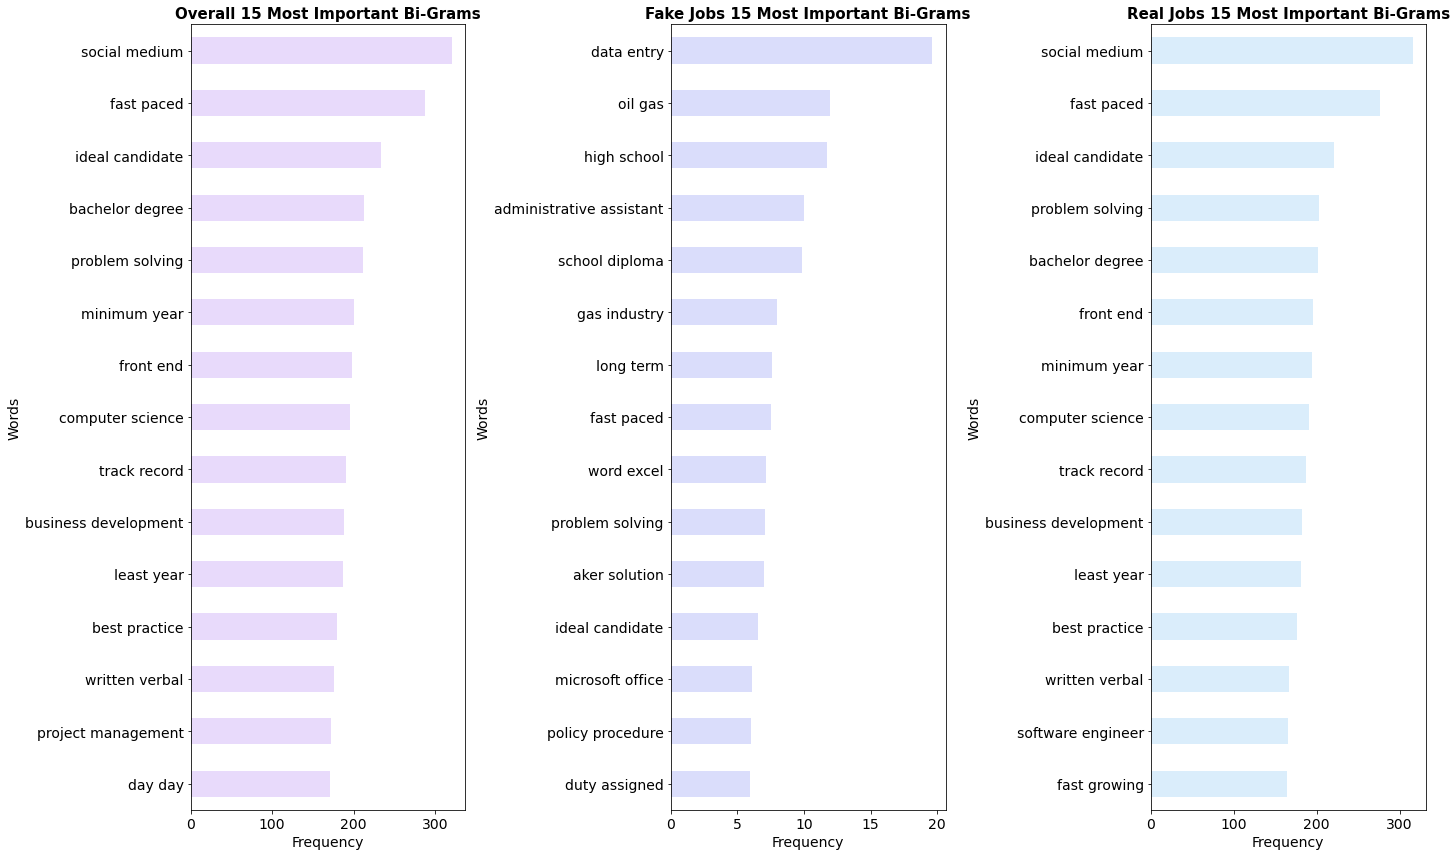 Overall 15 Most Important Bi-Grams
social medium
fast paced
ideal candidate
bachelor degree
problem solving
minimum year
front end
computer science
track record
business development
least year
best practice
written verbal
project management
day day
Words
0 100 200 300
Frequency
Fake Jobs 15 Most Important Bi-Grams
data entry
oil gas
high school
administrative assistant
school diploma
gas industry
long term
fast paced
word excel
problem solving
aker solution
ideal candidate
microsoft office
policy procedure
duty assigned
Words
0 5 10 15 20
Frequency
Real Jobs 15 Most Important Bi-Grams
social medium
fast paced
ideal candidate
problem solving
bachelor degree
front end
minimum year
computer science
track record
business development
least year
best practice
written verbal
software engineer
fast growing
Words
0 100 200 300
Frequency